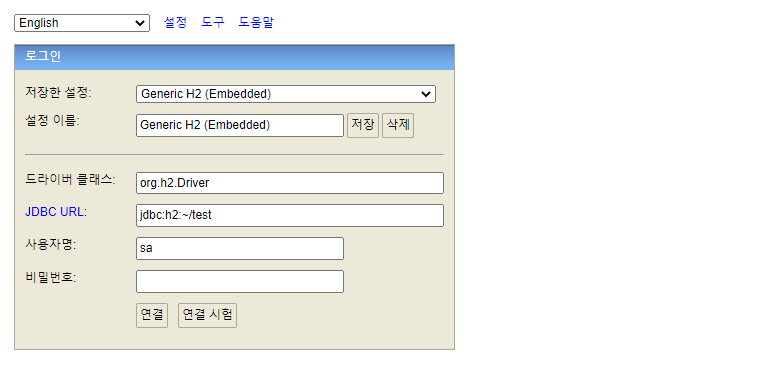 English 설정 도구 도움말
로그인
저장한 설정: Generic H2 (Embedded)
설정 이름: Generic H2 (Embedded) 저장 삭제
드라이버 클래스: org.h2.Driver
JDBC URL: jdbc:h2:~/test
사용자명: sa
비밀번호:
연결 연결 시험